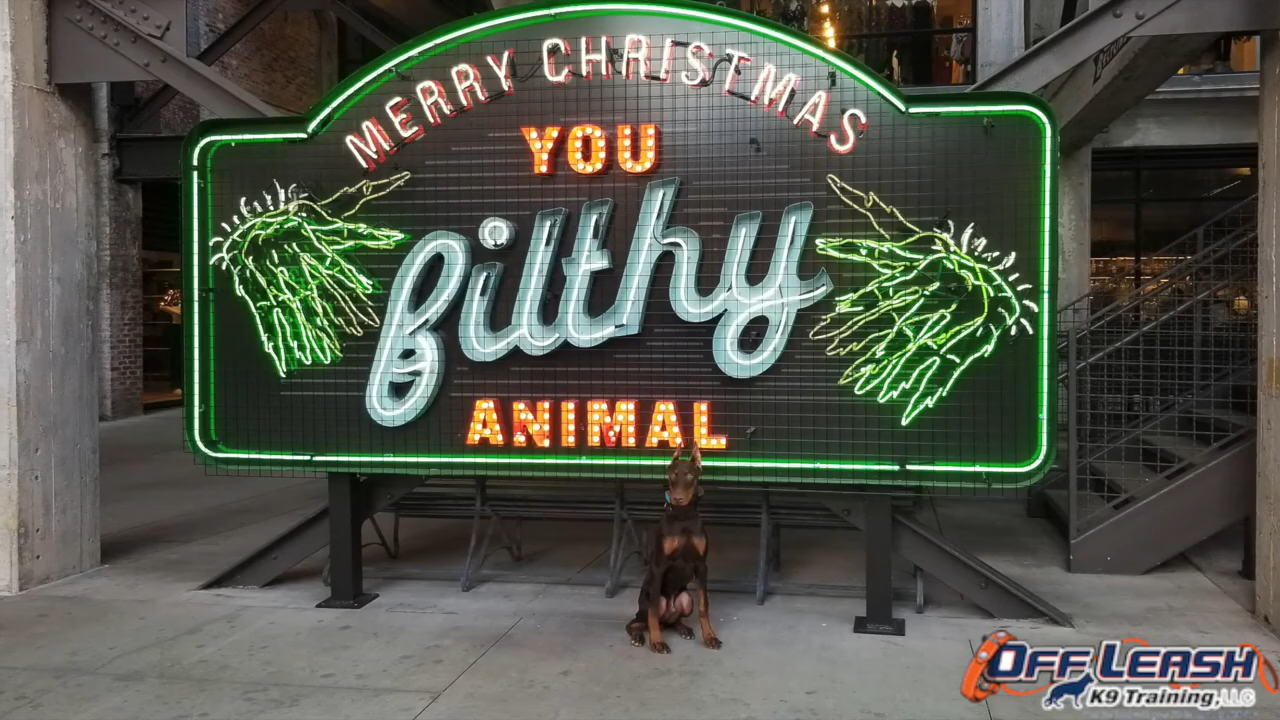 MERRY CHRISTMAS
YOU
filthy
ANIMAL
OFF LEASH
K9 Training, LLC